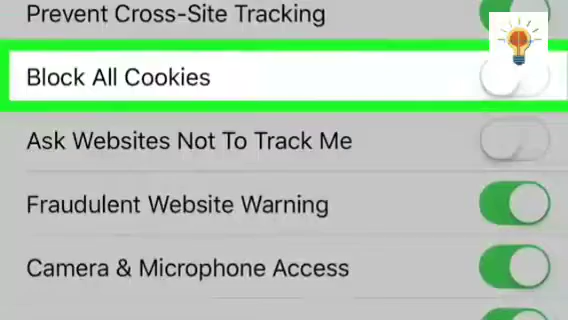 Prevent Cross-Site Tracking
Block All Cookies
Ask Websites Not To Track Me
Fraudulent Website Warning
Camera & Microphone Access